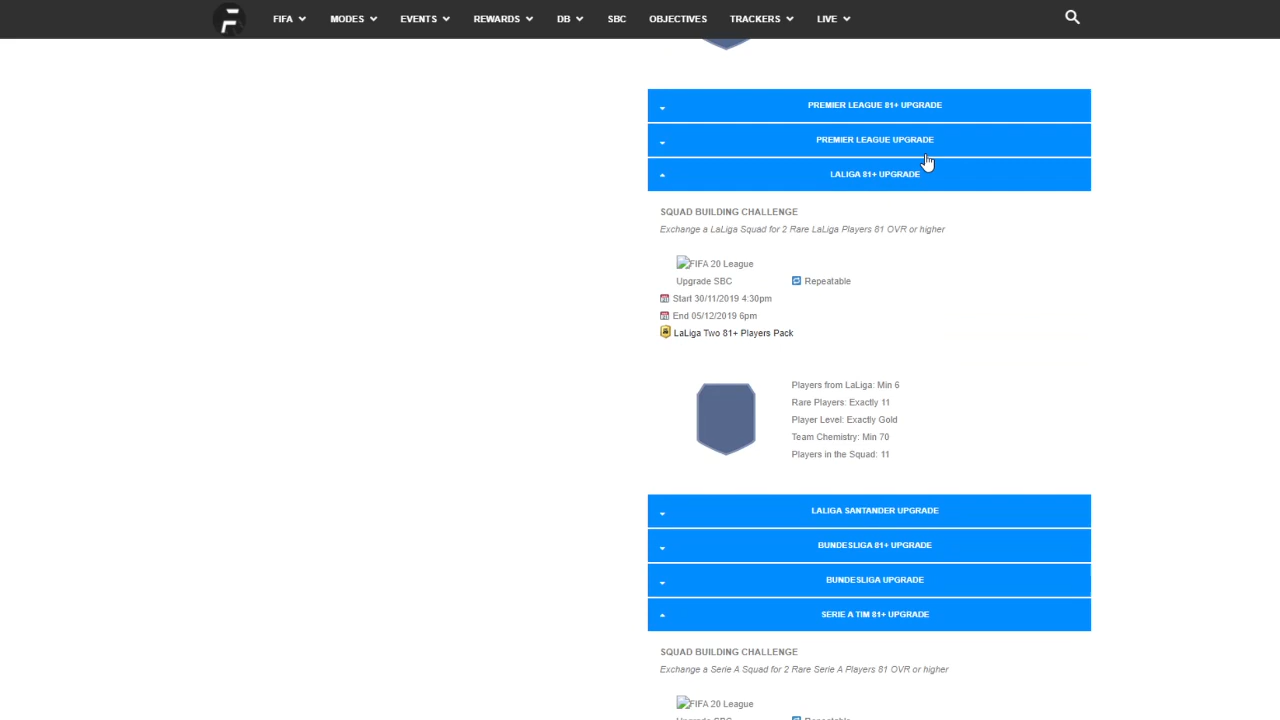 FIFA MODES EVENTS REWARDS DB SBC OBJECTIVES TRACKERS LIVE
PREMIER LEAGUE 81+ UPGRADE
PREMIER LEAGUE UPGRADE
LALIGA 81+ UPGRADE
SQUAD BUILDING CHALLENGE
Exchange a LaLiga Squad for 2 Rare LaLiga Players 81 OVR or higher
FIFA 20 League
Upgrade SBC
Repeatable
Start 30/11/2019 4:30pm
End 05/12/2019 6pm
LaLiga Two 81+ Players Pack
Players from LaLiga: Min 6
Rare Players: Exactly 11
Player Level: Exactly Gold
Team Chemistry: Min 70
Players in the Squad: 11
LALIGA SANTANDER UPGRADE
BUNDESLIGA 81+ UPGRADE
BUNDESLIGA UPGRADE
SERIE A TIM 81+ UPGRADE
SQUAD BUILDING CHALLENGE
Exchange a Serie A Squad for 2 Rare Serie A Players 81 OVR or higher
FIFA 20 League
Upgrade SBC
Repeatable